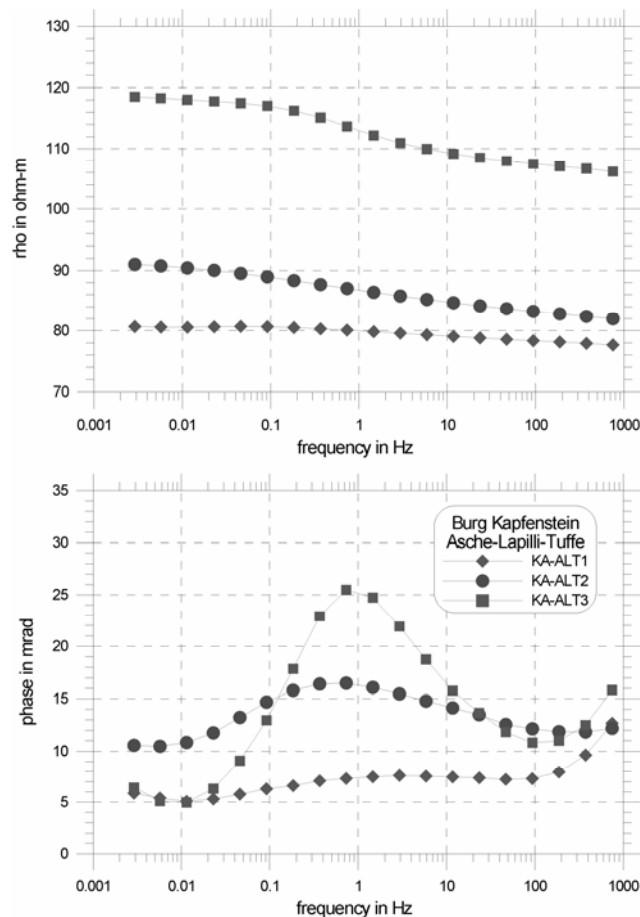 130
120
110
100
90
80
70
rho in ohm-m
0.001 0.01 0.1 1 10 100 1000
frequency in Hz
35
30
25
20
15
10
5
0
phase in mrad
Burg Kapfenstein
Asche-Lapilli-Tuffe
KA-ALT1
KA-ALT2
KA-ALT3
0.001 0.01 0.1 1 10 100 1000
frequency in Hz